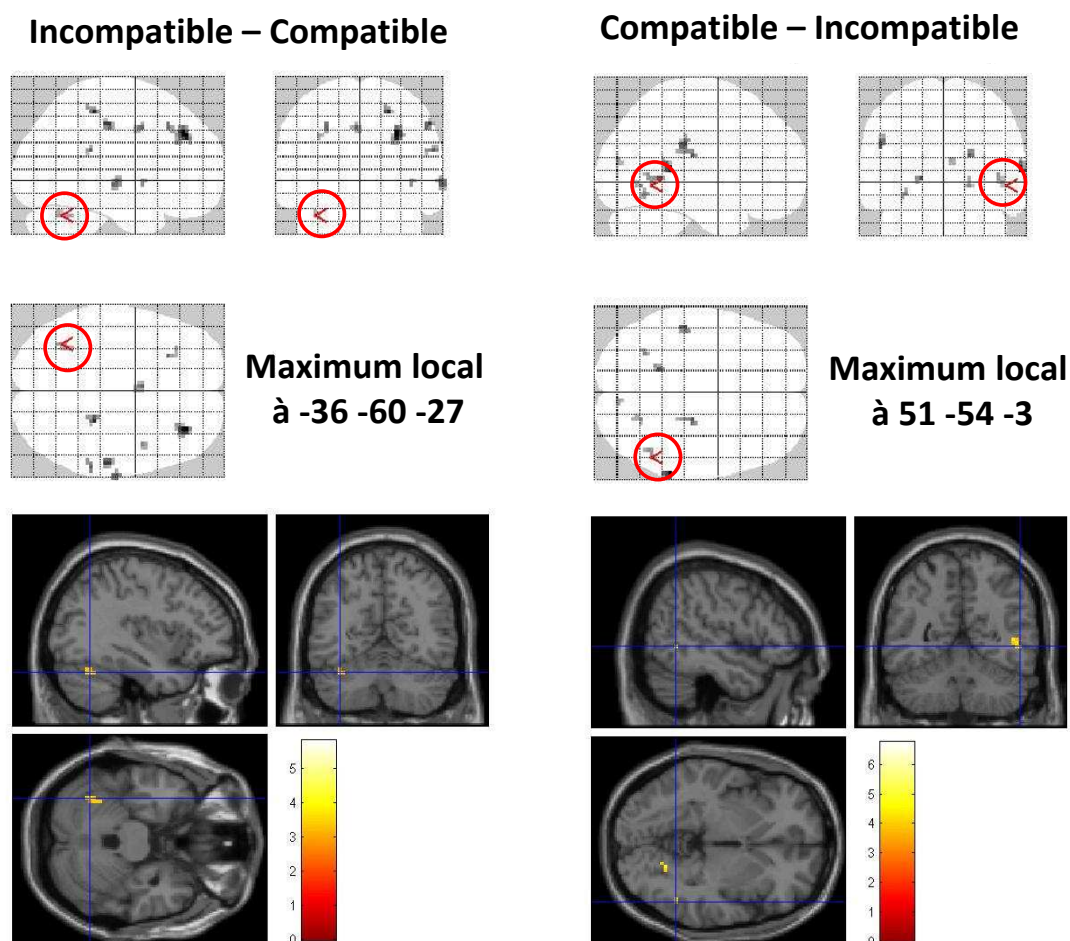 Incompatible – Compatible
Compatible – Incompatible
Maximum local
à -36 -60 -27
Maximum local
à 51 -54 -3
5
4
3
2
1
0
6
5
4
3
2
1
0